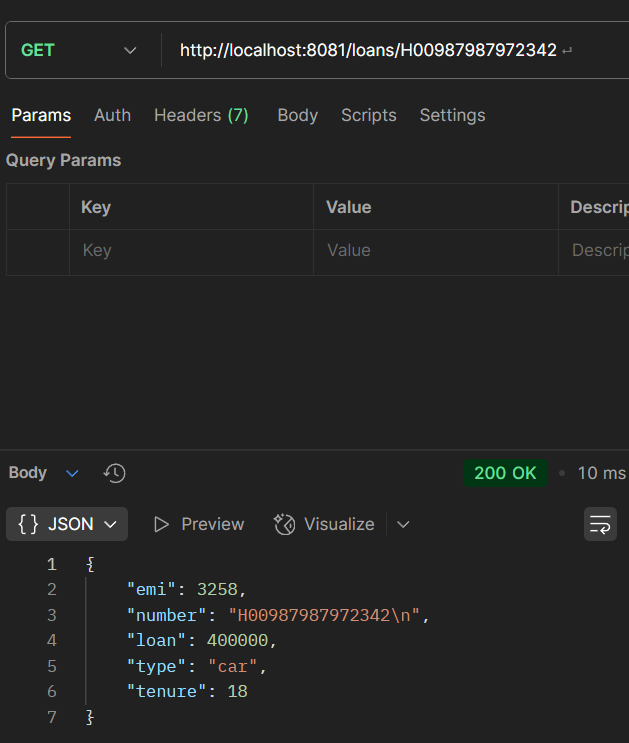 GET http://localhost:8081/loans/H00987987972342 ↵
Params Auth Headers (7) Body Scripts Settings
Query Params
Key Value Descrip
Key Value Descrip
Body 200 OK • 10 ms
{ } JSON Preview Visualize
1 {
2 "emi": 3258,
3 "number": "H00987987972342\n",
4 "loan": 400000,
5 "type": "car",
6 "tenure": 18
7 }